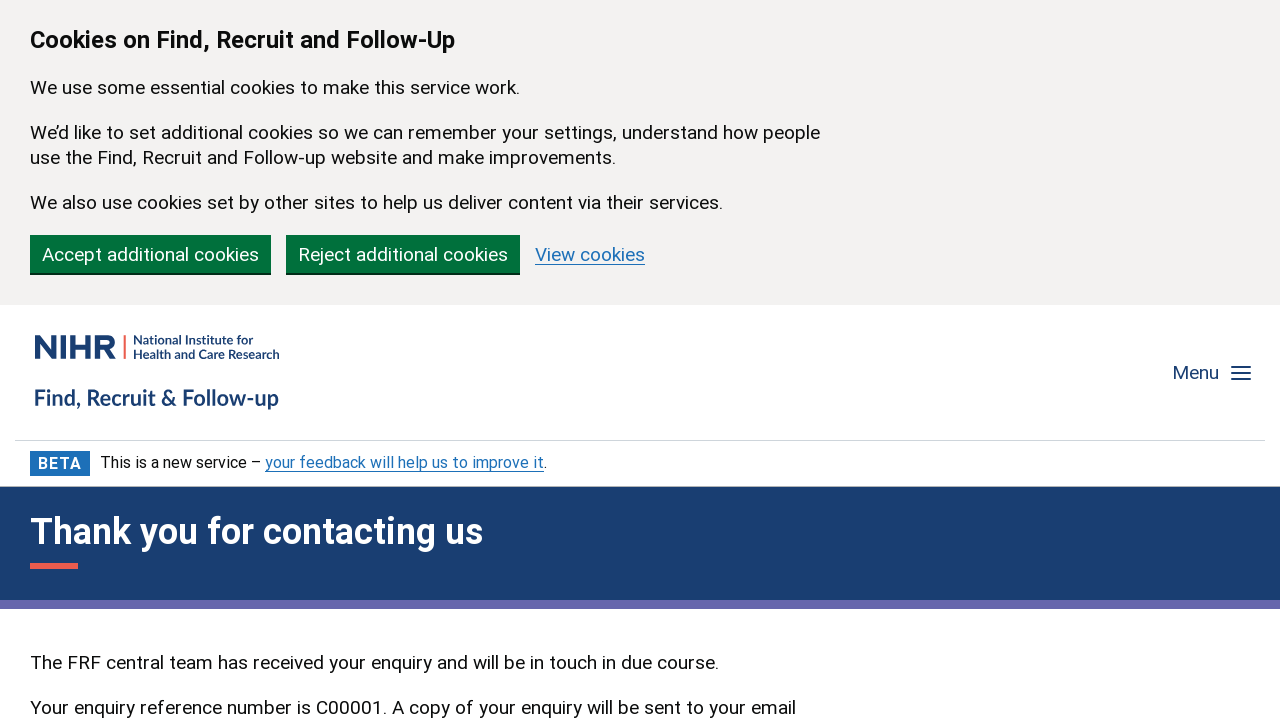 Cookies on Find, Recruit and Follow-Up
We use some essential cookies to make this service work.
We’d like to set additional cookies so we can remember your settings, understand how people
use the Find, Recruit and Follow-up website and make improvements.
We also use cookies set by other sites to help us deliver content via their services.
Accept additional cookies Reject additional cookies View cookies
NIHR | National Institute for
Health and Care Research
Find, Recruit & Follow-up
Menu
BETA This is a new service – your feedback will help us to improve it.
Thank you for contacting us
The FRF central team has received your enquiry and will be in touch in due course.
Your enquiry reference number is C00001. A copy of your enquiry will be sent to your email